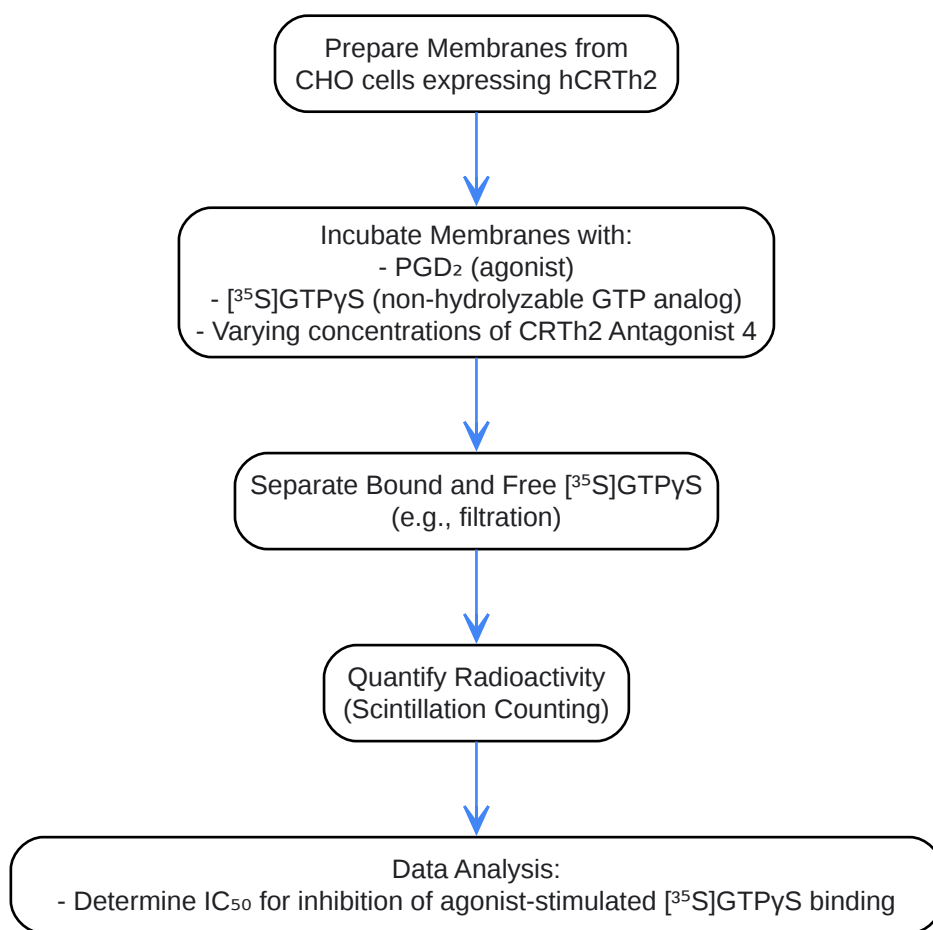 Prepare Membranes from
CHO cells expressing hCRTh2
Incubate Membranes with:
- PGD₂ (agonist)
- [³⁵S]GTPγS (non-hydrolyzable GTP analog)
- Varying concentrations of CRTh2 Antagonist 4
Separate Bound and Free [³⁵S]GTPγS
(e.g., filtration)
Quantify Radioactivity
(Scintillation Counting)
Data Analysis:
- Determine IC₅₀ for inhibition of agonist-stimulated [³⁵S]GTPγS binding